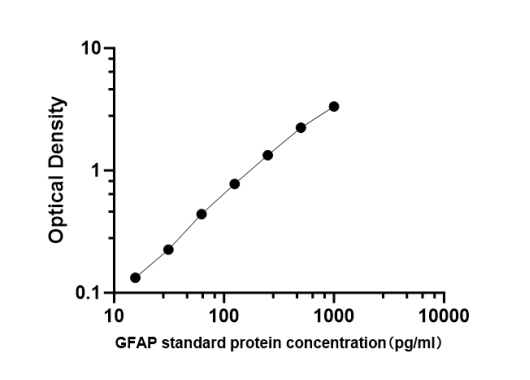 10
1
0.1
Optical Density
10 100 1000 10000
GFAP standard protein concentration（pg/ml）